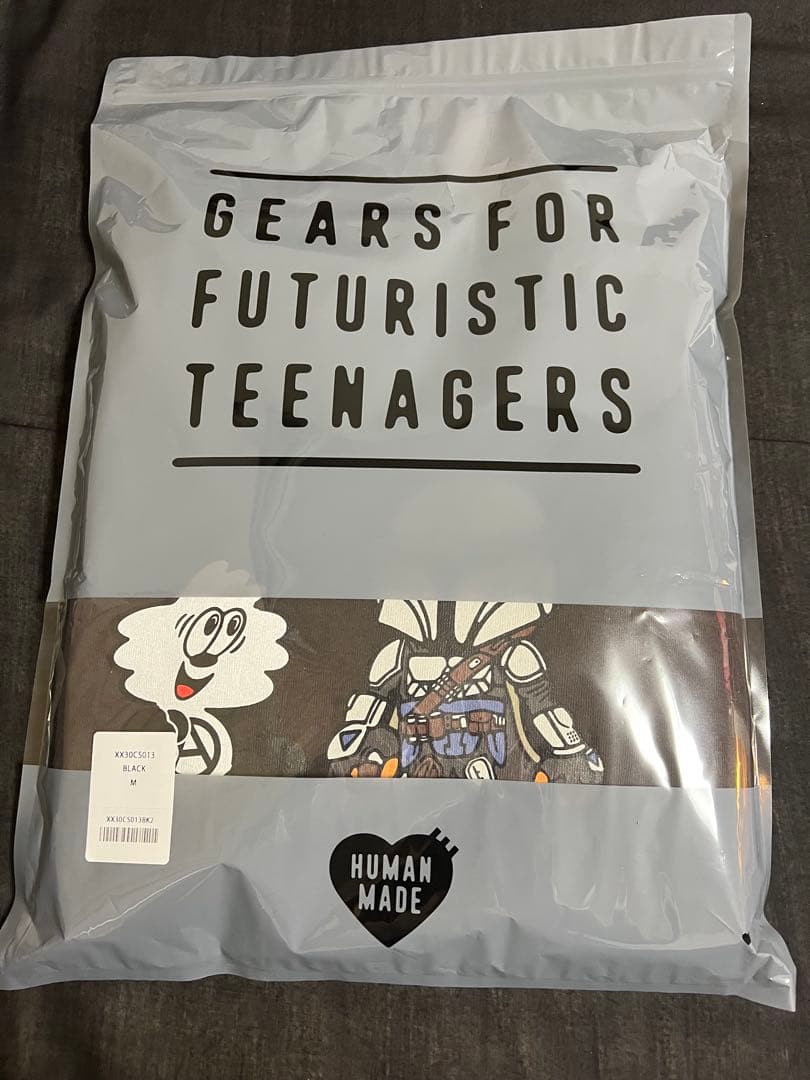 GEARS FOR
FUTURISTIC
TEENAGERS
XX30CS013
BLACK
M
XX30CS013BK2
HUMAN
MADE